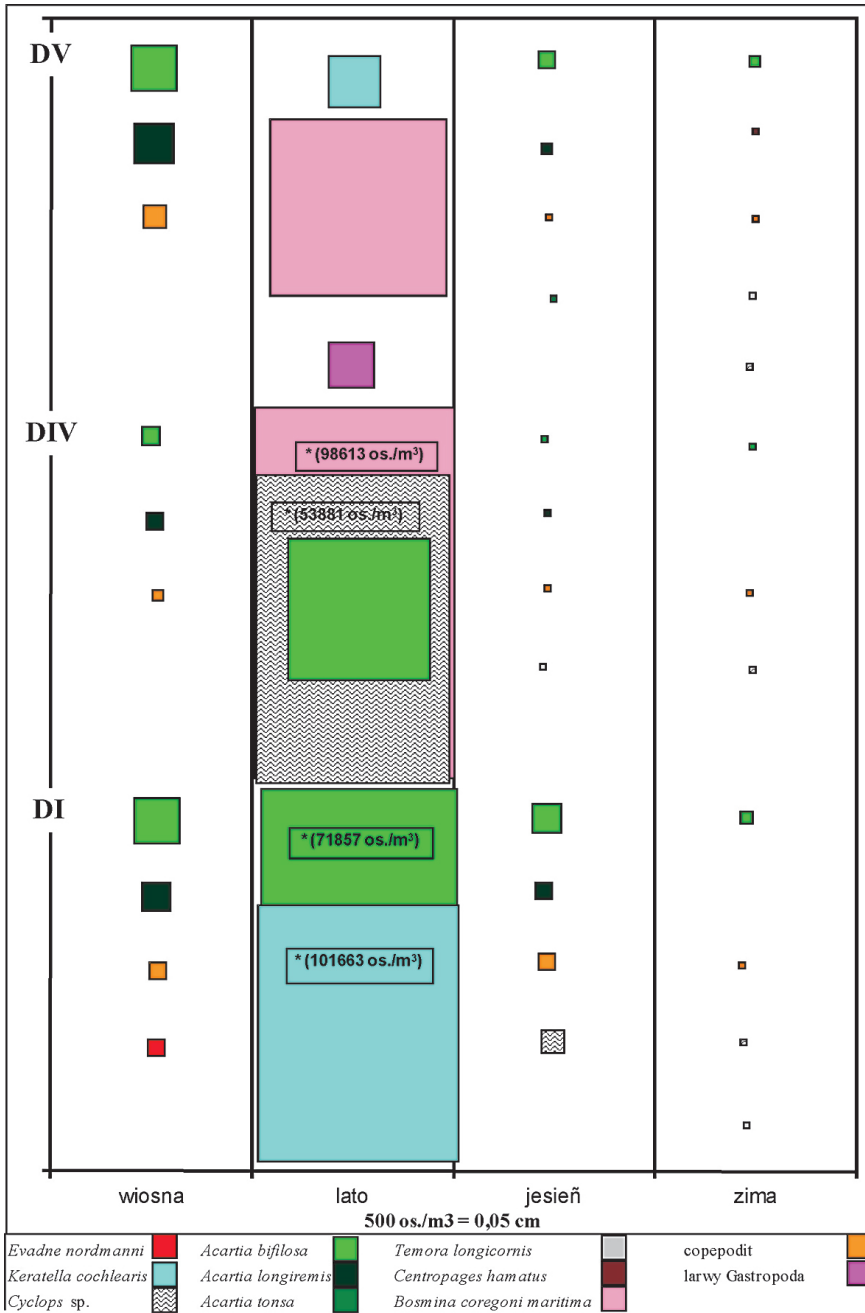 DV
DIV
* (98613 os./m³)
* (53881 os./m³)
DI
* (71857 os./m³)
* (101663 os./m³)
wiosna lato jesieñ zima
500 os./m3 = 0,05 cm
Evadne nordmanni Acartia bifilosa Temora longicornis copepodit
Keratella cochlearis Acartia longiremis Centropages hamatus larwy Gastropoda
Cyclops sp. Acartia tonsa Bosmina coregoni maritima